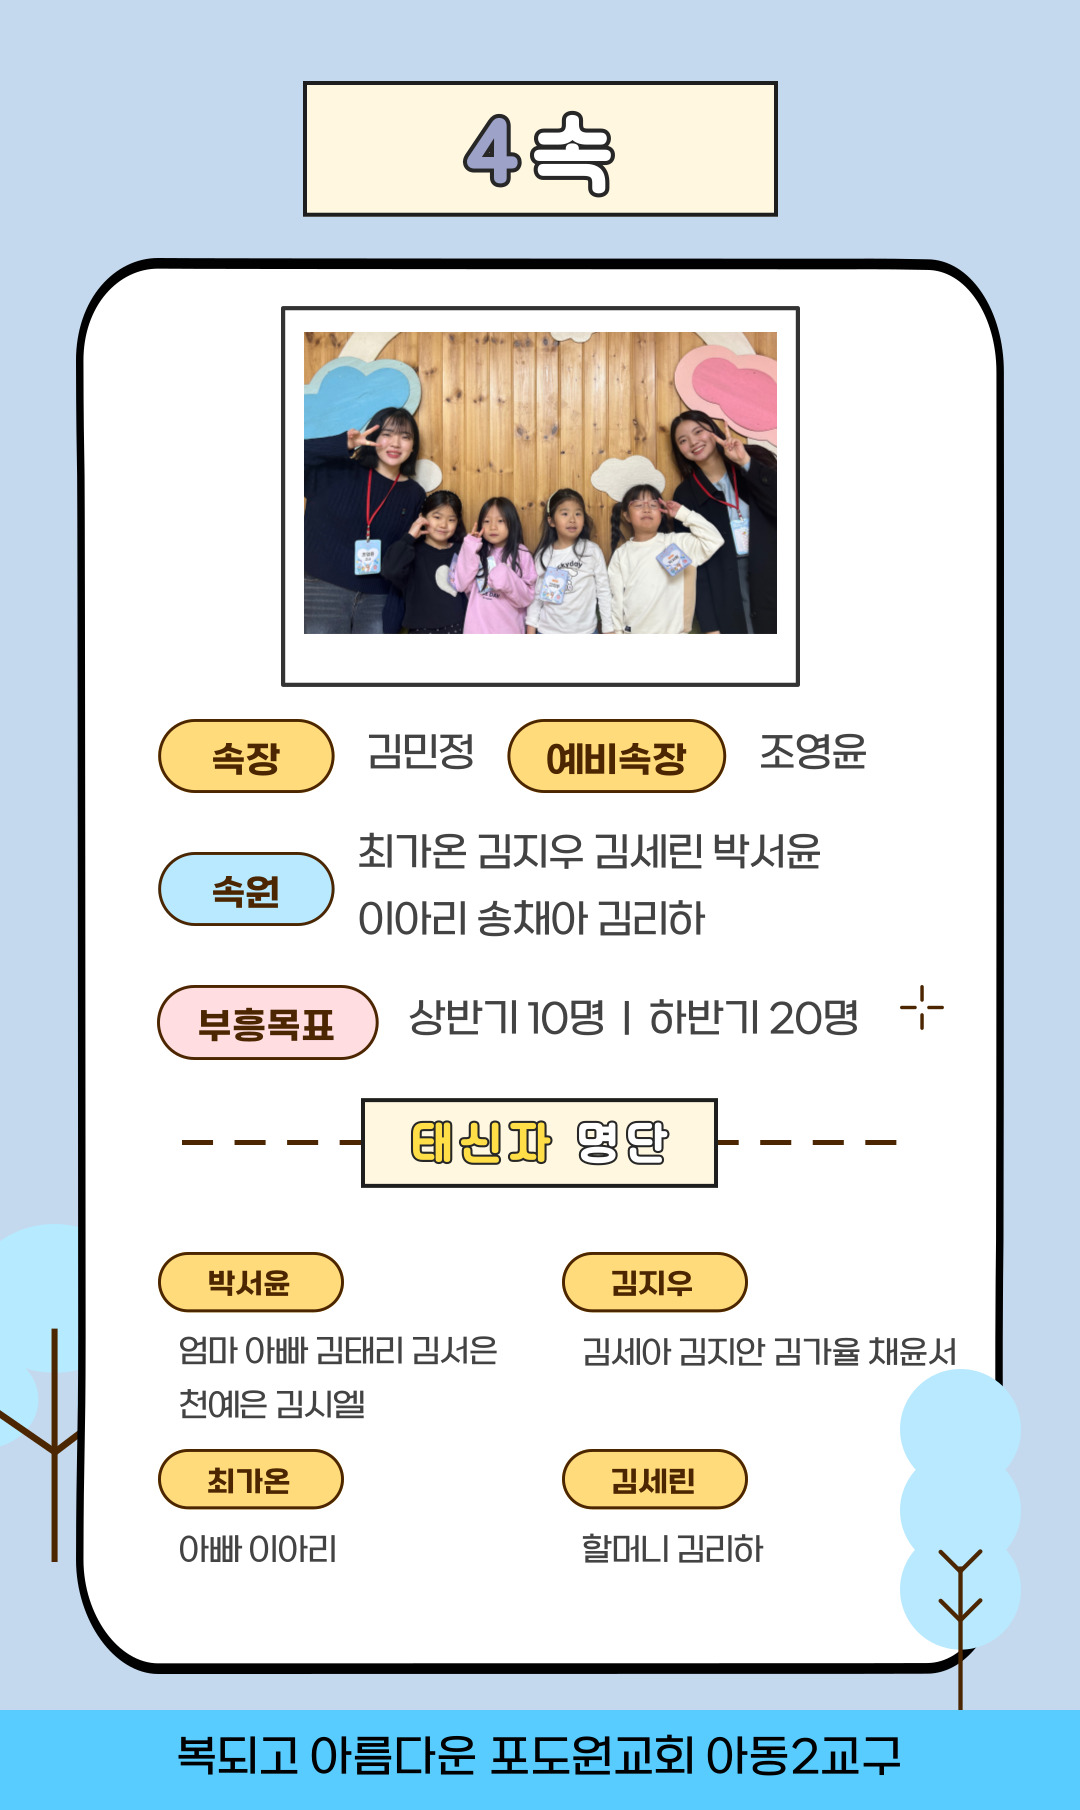 4속
속장 김민정 예비속장 조영윤
속원
최가온 김지우 김세린 박서윤
이아리 송채아 김리하
부흥목표 상반기 10명 | 하반기 20명
태신자 명단
박서윤
엄마 아빠 김태리 김서은
천예은 김시엘
김지우
김세아 김지안 김가율 채윤서
최가온
아빠 이아리
김세린
할머니 김리하
복되고 아름다운 포도원교회 아동2교구